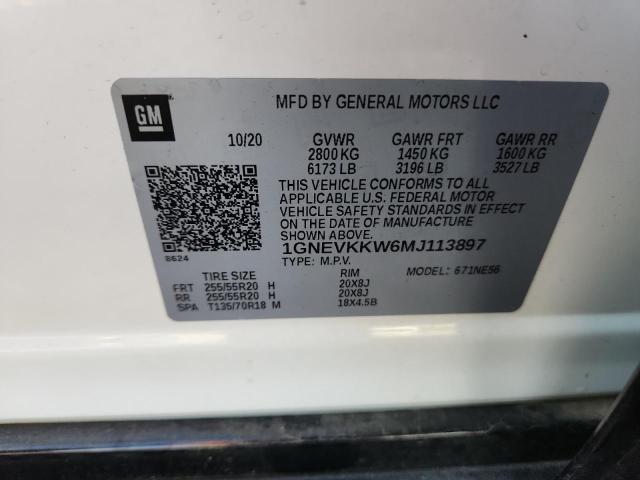 GM
MFD BY GENERAL MOTORS LLC
10/20 GVWR GAWR FRT GAWR RR
2800 KG 1450 KG 1600 KG
6173 LB 3196 LB 3527 LB
THIS VEHICLE CONFORMS TO ALL
APPLICABLE U.S. FEDERAL MOTOR
VEHICLE SAFETY STANDARDS IN EFFECT
ON THE DATE OF MANUFACTURE
SHOWN ABOVE.
1GNEVKKW6MJ113897
8624
TYPE: M.P.V. MODEL: 671NE56
TIRE SIZE RIM
FRT 255/55R20 H 20X8J
RR 255/55R20 H 20X8J
SPA T135/70R18 M 18X4.5B